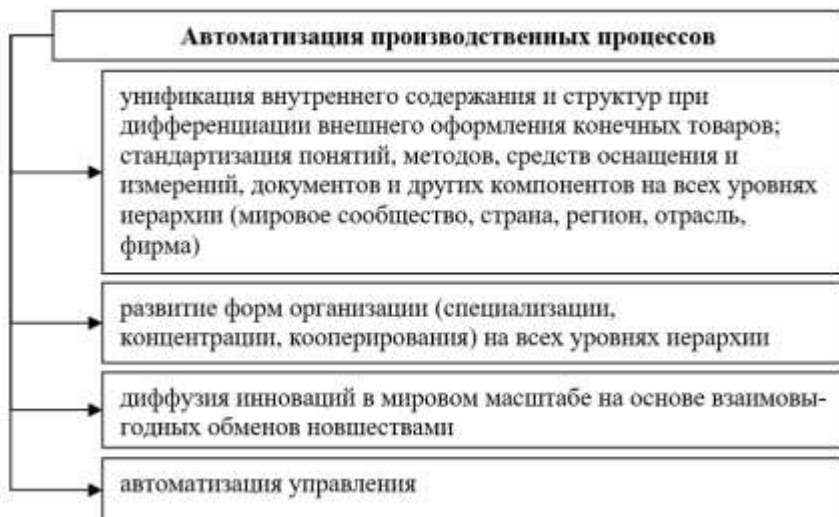 Автоматизация производственных процессов
унификация внутреннего содержания и структур при
дифференциации внешнего оформления конечных товаров;
стандартизация понятий, методов, средств оснащения и
измерений, документов и других компонентов на всех уровнях
иерархии (мировое сообщество, страна, регион, отрасль,
фирма)
развитие форм организации (специализации,
концентрации, кооперирования) на всех уровнях иерархии
диффузия инноваций в мировом масштабе на основе взаимовы-
годных обменов новшествами
автоматизация управления